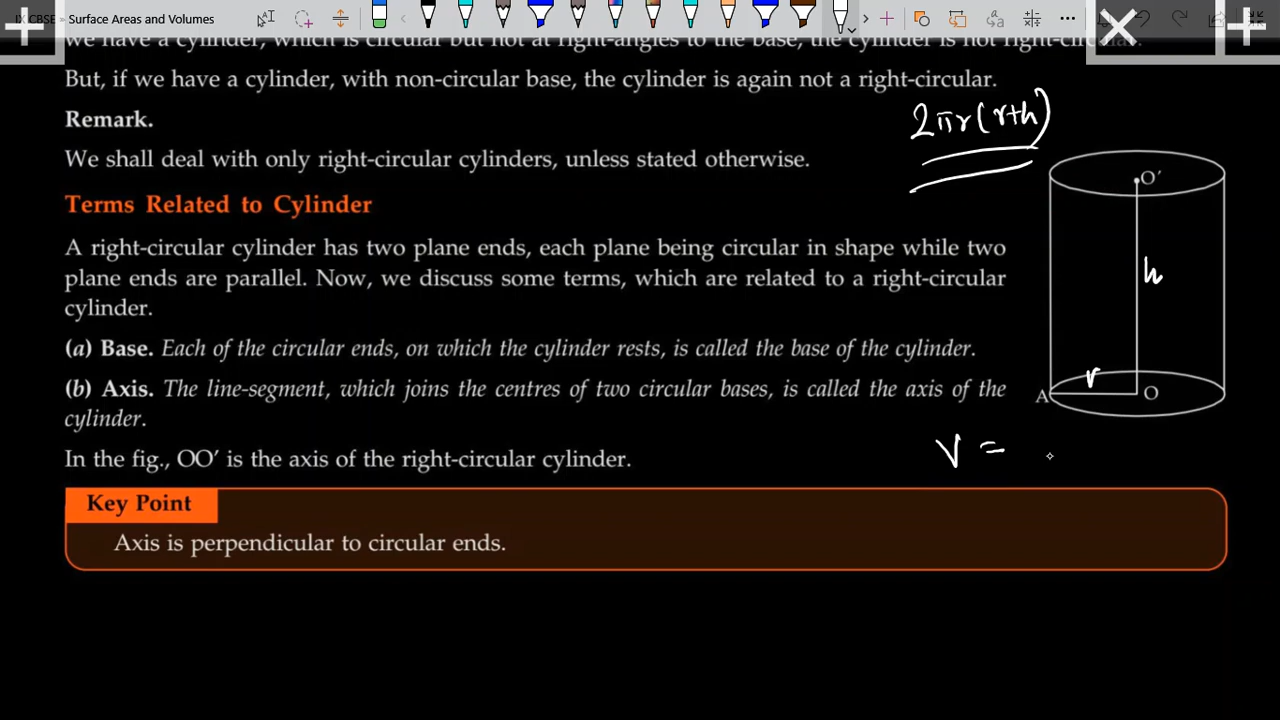 IX CBSE » Surface Areas and Volumes
We have a cylinder, which is circular but not at right-angles to the base, the cylinder is not right-circular.
But, if we have a cylinder, with non-circular base, the cylinder is again not a right-circular.
2πr(r+h)
Remark.
We shall deal with only right-circular cylinders, unless stated otherwise.
O′
Terms Related to Cylinder
A right-circular cylinder has two plane ends, each plane being circular in shape while two
plane ends are parallel. Now, we discuss some terms, which are related to a right-circular
cylinder.
h
(a) Base. Each of the circular ends, on which the cylinder rests, is called the base of the cylinder.
(b) Axis. The line-segment, which joins the centres of two circular bases, is called the axis of the
cylinder.
r
A
O
In the fig., OO′ is the axis of the right-circular cylinder.
V =
Key Point
Axis is perpendicular to circular ends.